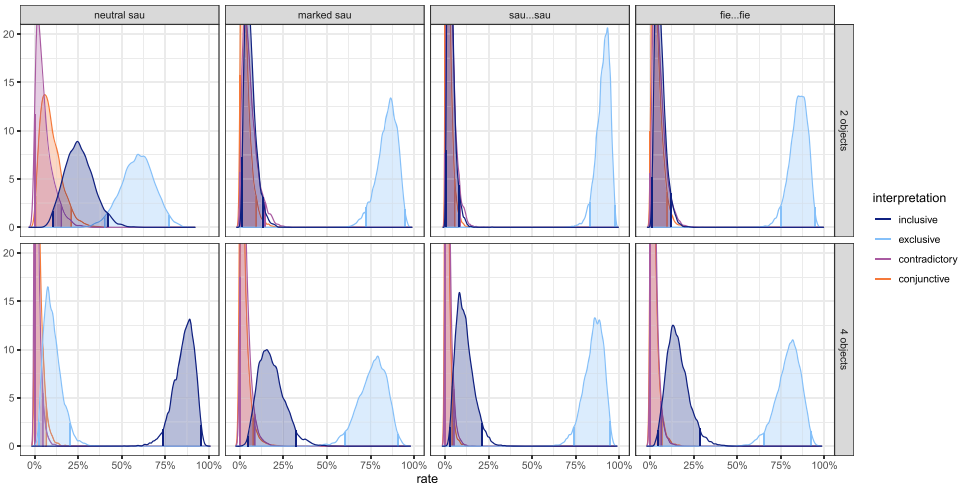 neutral sau
marked sau
sau...sau
fie...fie
20
15
10
5
0
2 objects
20
15
10
5
0
4 objects
0% 25% 50% 75% 100%
0% 25% 50% 75% 100%
0% 25% 50% 75% 100%
0% 25% 50% 75% 100%
rate
interpretation
inclusive
exclusive
contradictory
conjunctive